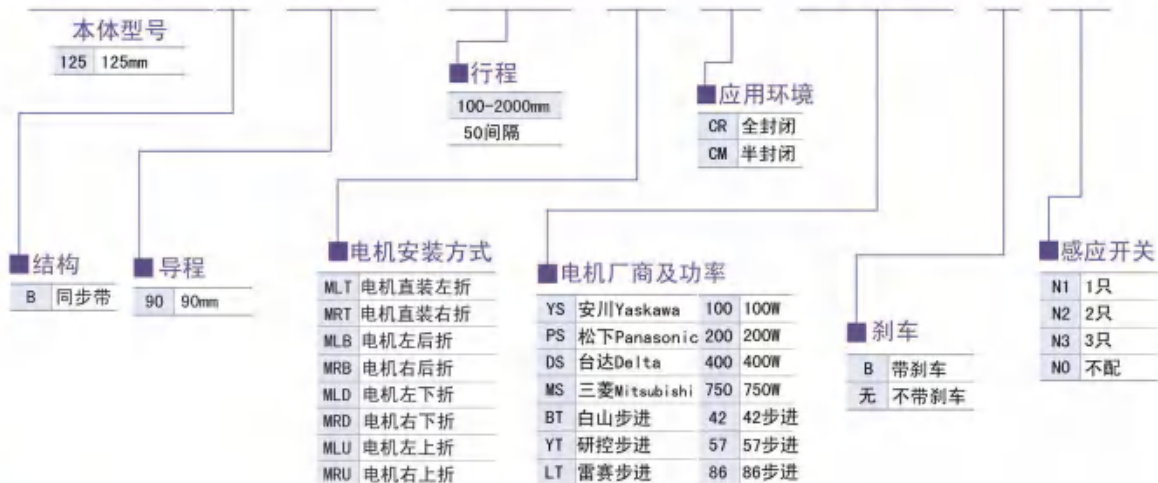 本体型号
125 125mm
■行程
100-2000mm
50间隔
■应用环境
CR 全封闭
CM 半封闭
■结构
B 同步带
■导程
90 90mm
■电机安装方式
MLT 电机直装左折
MRT 电机直装右折
MLB 电机左后折
MRB 电机右后折
MLD 电机左下折
MRD 电机右下折
MLU 电机左上折
MRU 电机右上折
■电机厂商及功率
YS 安川Yaskawa 100 100W
PS 松下Panasonic 200 200W
DS 台达Delta 400 400W
MS 三菱Mitsubishi 750 750W
BT 白山步进 42 42步进
YT 研控步进 57 57步进
LT 雷赛步进 86 86步进
■刹车
B 带刹车
无 不带刹车
■感应开关
N1 1只
N2 2只
N3 3只
N0 不配